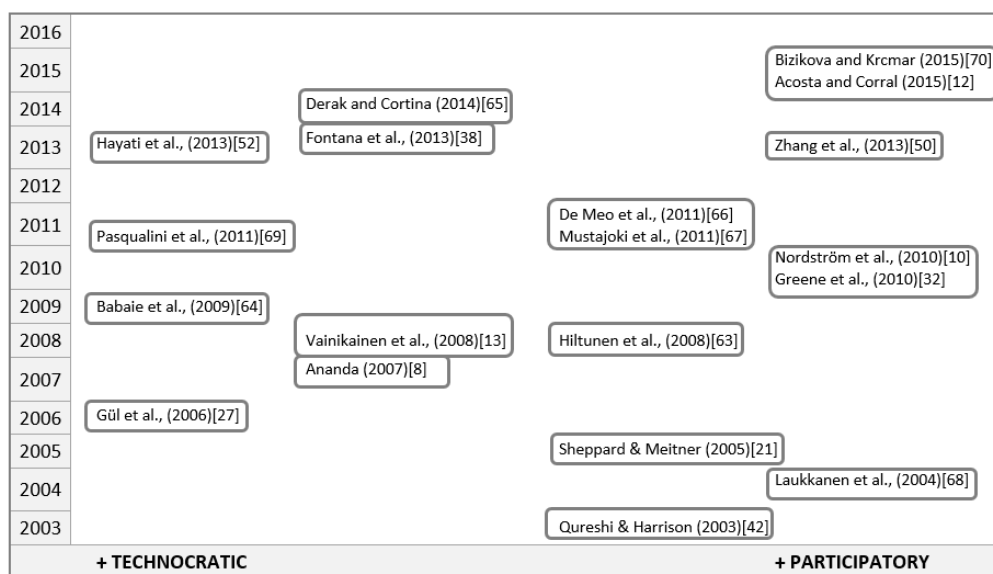 2016
2015
Bizikova and Krcmar (2015)[70]
Acosta and Corral (2015)[12]
2014
Derak and Cortina (2014)[65]
2013
Hayati et al., (2013)[52]
Fontana et al., (2013)[38]
Zhang et al., (2013)[50]
2012
2011
Pasqualini et al., (2011)[69]
De Meo et al., (2011)[66]
Mustajoki et al., (2011)[67]
2010
Nordström et al., (2010)[10]
Greene et al., (2010)[32]
2009
Babaie et al., (2009)[64]
2008
Vainikainen et al., (2008)[13]
Hiltunen et al., (2008)[63]
2007
Ananda (2007)[8]
2006
Gül et al., (2006)[27]
2005
Sheppard & Meitner (2005)[21]
2004
Laukkanen et al., (2004)[68]
2003
Qureshi & Harrison (2003)[42]
+ TECHNOCRATIC
+ PARTICIPATORY